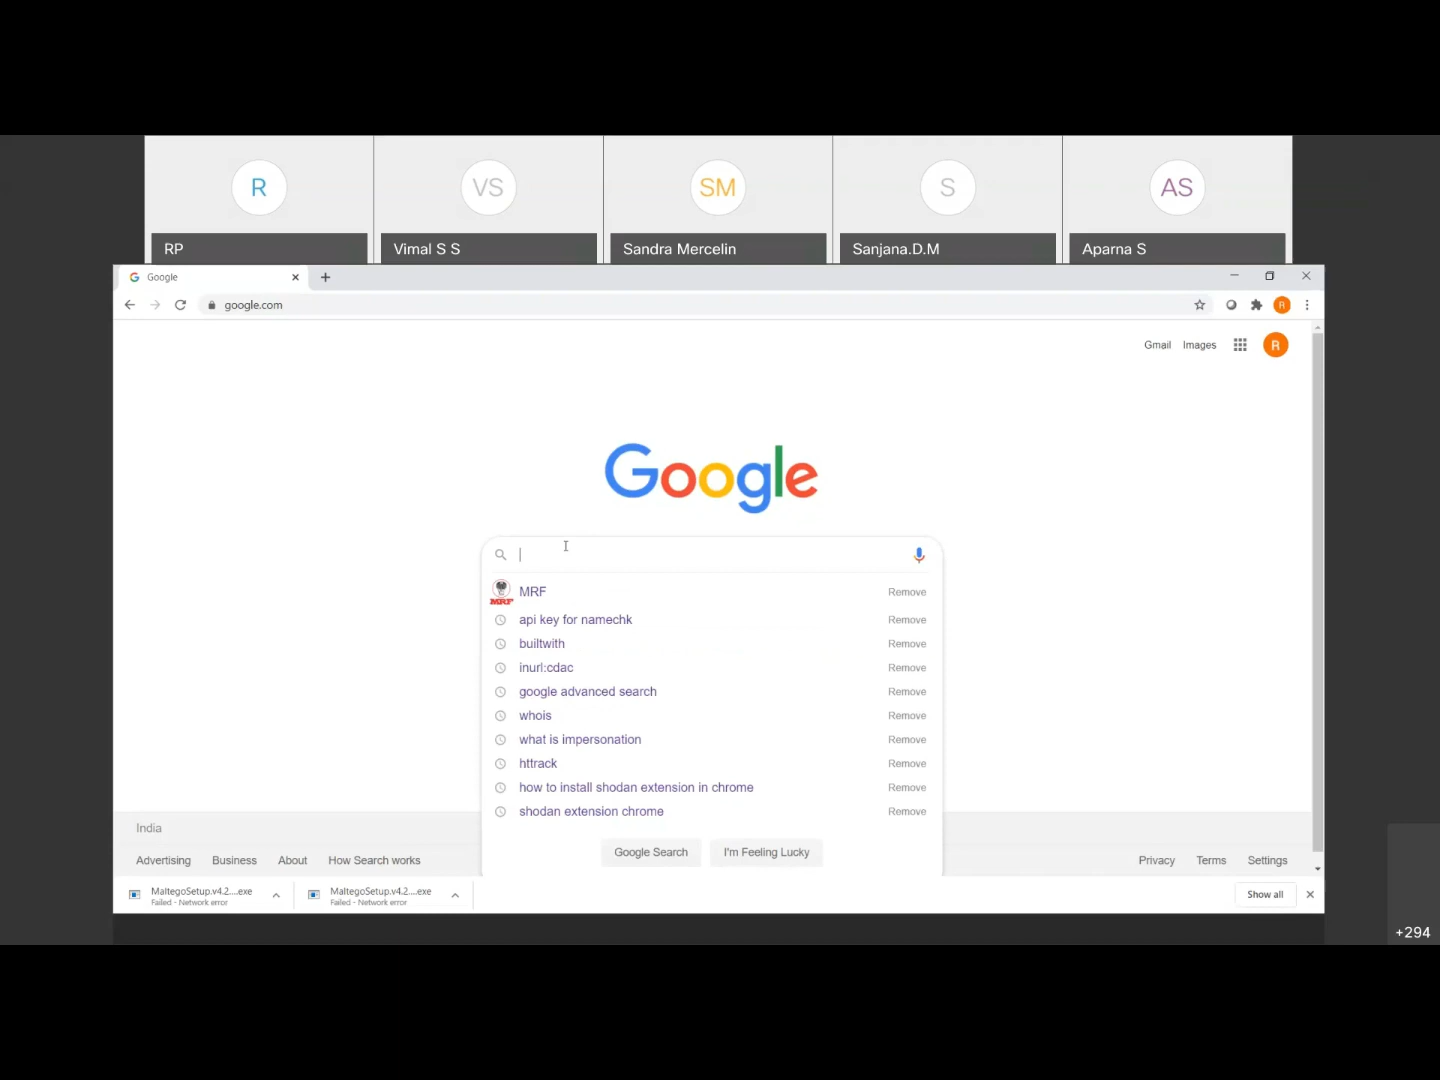 R
VS
SM
S
AS
RP
Vimal S S
Sandra Mercelin
Sanjana.D.M
Aparna S
Google
google.com
R
Gmail
Images
R
Google
MRF
MRF
Remove
api key for namechk
Remove
builtwith
Remove
inurl:cdac
Remove
google advanced search
Remove
whois
Remove
what is impersonation
Remove
httrack
Remove
how to install shodan extension in chrome
Remove
shodan extension chrome
Remove
Google Search
I'm Feeling Lucky
India
Advertising
Business
About
How Search works
Privacy
Terms
Settings
MaltegoSetup.v4.2....exe
Failed - Network error
MaltegoSetup.v4.2....exe
Failed - Network error
Show all
+294